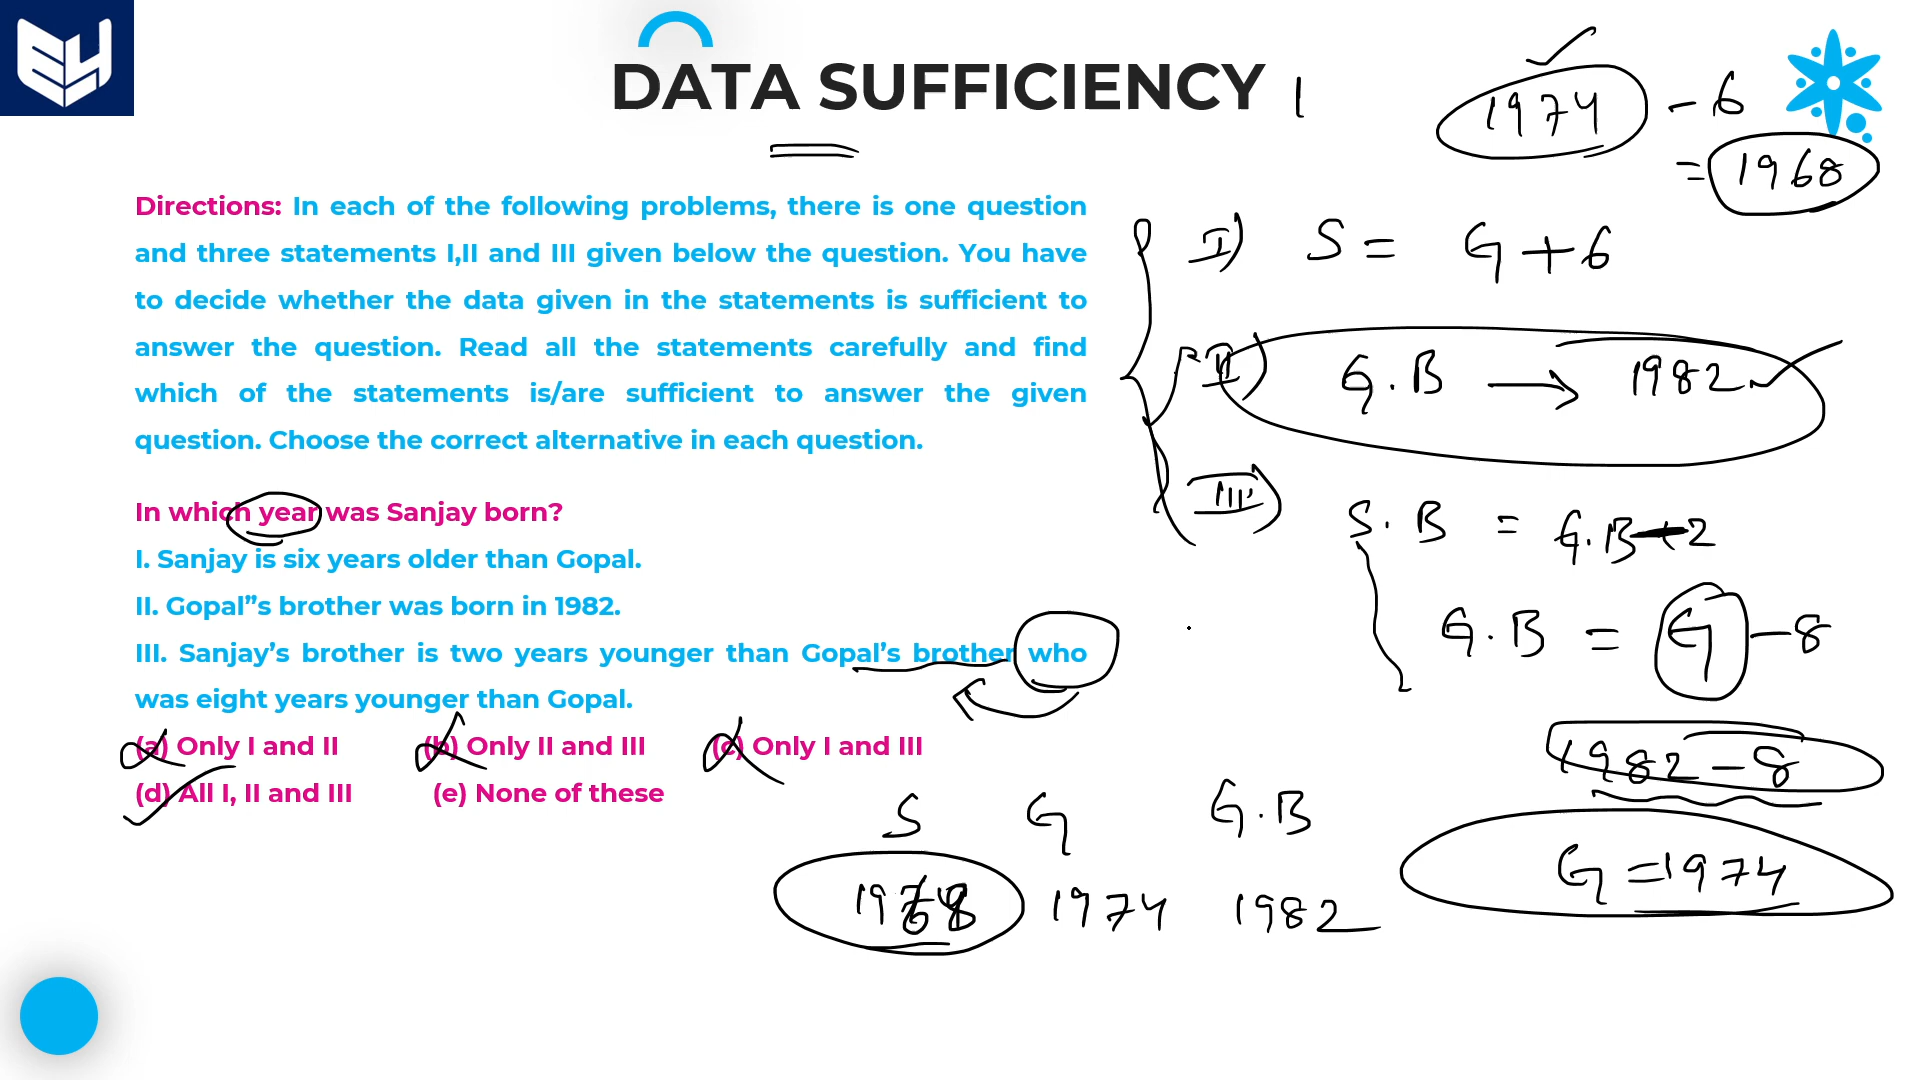 DATA SUFFICIENCY
1974 - 6
= 1968
Directions: In each of the following problems, there is one question
and three statements I,II and III given below the question. You have
to decide whether the data given in the statements is sufficient to
answer the question. Read all the statements carefully and find
which of the statements is/are sufficient to answer the given
question. Choose the correct alternative in each question.
In which year was Sanjay born?
I. Sanjay is six years older than Gopal.
II. Gopal”s brother was born in 1982.
III. Sanjay’s brother is two years younger than Gopal’s brother who
was eight years younger than Gopal.
(a) Only I and II (b) Only II and III (c) Only I and III
(d) All I, II and III (e) None of these
I) S = G + 6
II) G.B → 1982
III) S.B = G.B - 2
G.B = G - 8
1982 - 8
G = 1974
S G G.B
1968 1974 1982